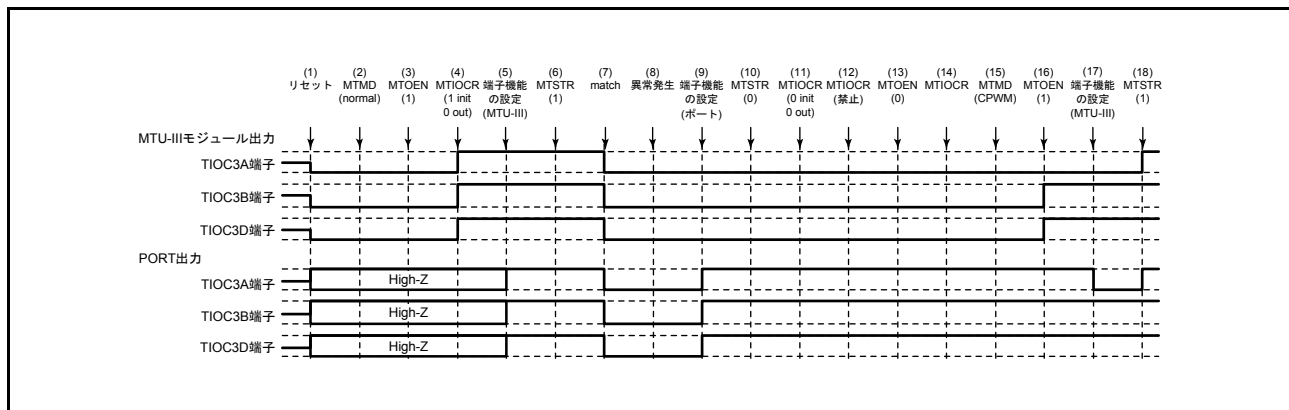 (1) (2) (3) (4) (5) (6) (7) (8) (9) (10) (11) (12) (13) (14) (15) (16) (17) (18)
リセット MTMD MTOEN MTIOCR 端子機能 MTSTR match 異常発生 端子機能 MTSTR MTIOCR MTIOCR MTOEN MTIOCR MTMD MTOEN 端子機能 MTSTR
(normal) (1) (1 init の設定 (1) の設定 (0) (0 init (禁止) (0) (CPWM) (1) の設定 (1)
0 out) (MTU-III) (ポート) 0 out) (MTU-III)
MTU-IIIモジュール出力
TIOC3A端子
TIOC3B端子
TIOC3D端子
PORT出力
TIOC3A端子 High-Z
TIOC3B端子 High-Z
TIOC3D端子 High-Z